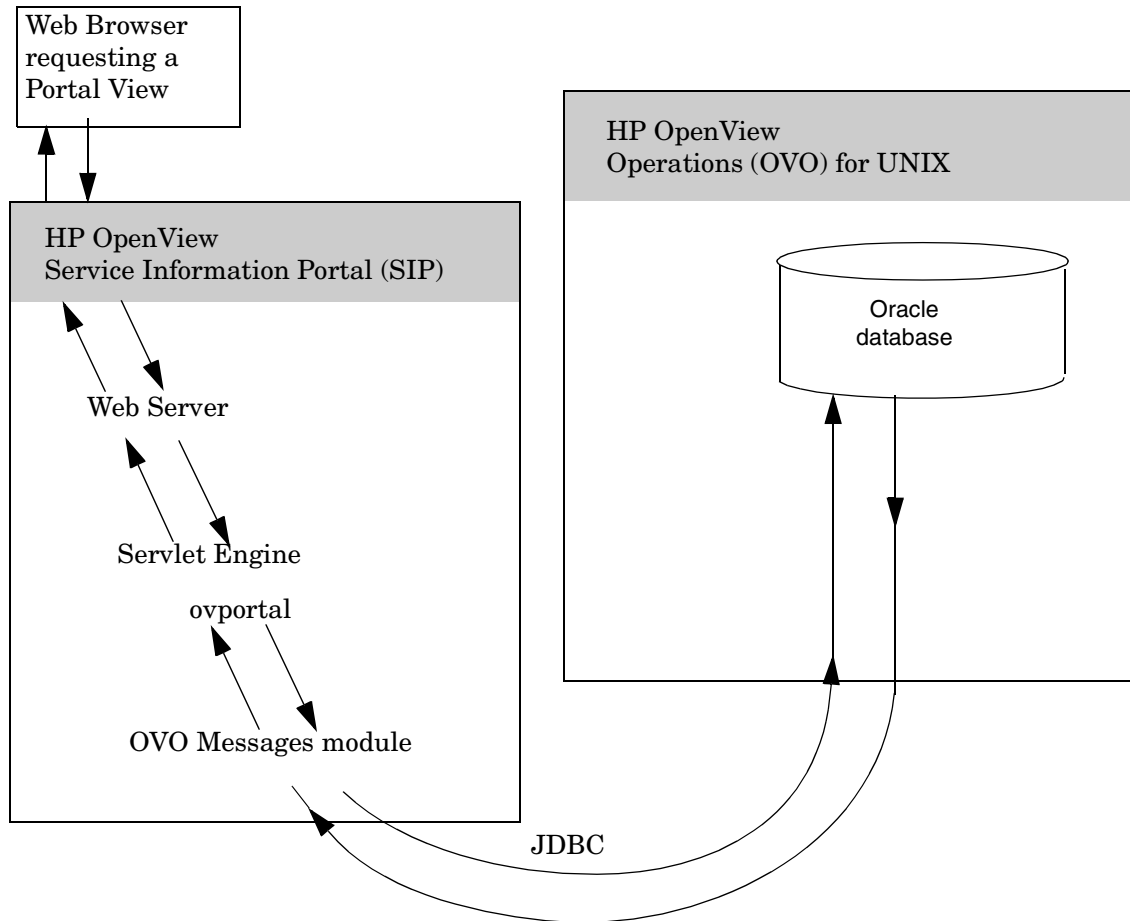 Web Browser
requesting a
Portal View
HP OpenView
Service Information Portal (SIP)
Web Server
Servlet Engine
ovportal
OVO Messages module
JDBC
HP OpenView
Operations (OVO) for UNIX
Oracle
database